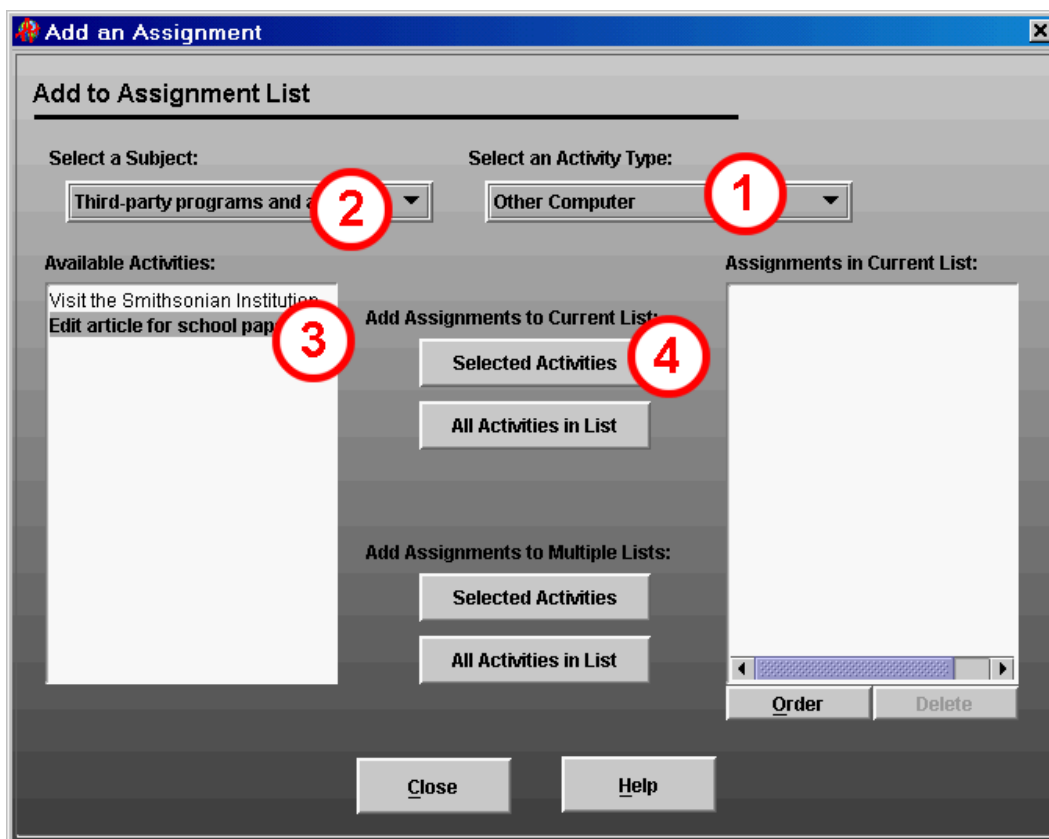 Add an Assignment
Add to Assignment List
Select a Subject:
Select an Activity Type:
Third-party programs and
2
Other Computer
1
Available Activities:
Assignments in Current List:
Visit the Smithsonian Institution
Edit article for school
3
Add Assignments to Current List:
Selected Activities
4
All Activities in List
Add Assignments to Multiple Lists:
Selected Activities
All Activities in List
Order
Delete
Close
Help